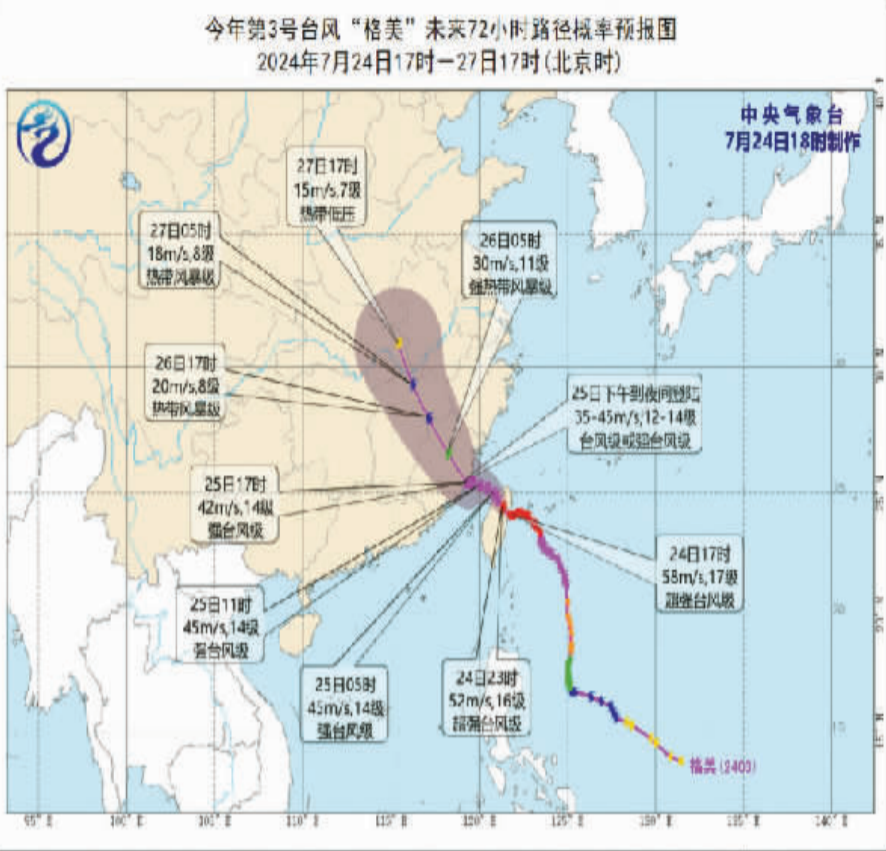 今年第3号台风“格美”未来72小时路径概率预报图
2024年7月24日17时—27日17时(北京时)
中央气象台
7月24日18时制作
27日17时
15m/s,7级
热带低压
27日05时
18m/s,8级
热带风暴级
26日05时
30m/s,11级
强热带风暴级
26日17时
20m/s,8级
热带风暴级
25日下午到夜间登陆
35-45m/s,12-14级
台风级或强台风级
25日17时
42m/s,14级
强台风级
24日17时
58m/s,17级
超强台风级
25日11时
45m/s,14级
强台风级
25日05时
45m/s,14级
强台风级
24日23时
52m/s,16级
超强台风级
格美(2403)
95° E 100° E 105° E 110° E 115° E 120° E 125° E 130° E 135° E 140° E